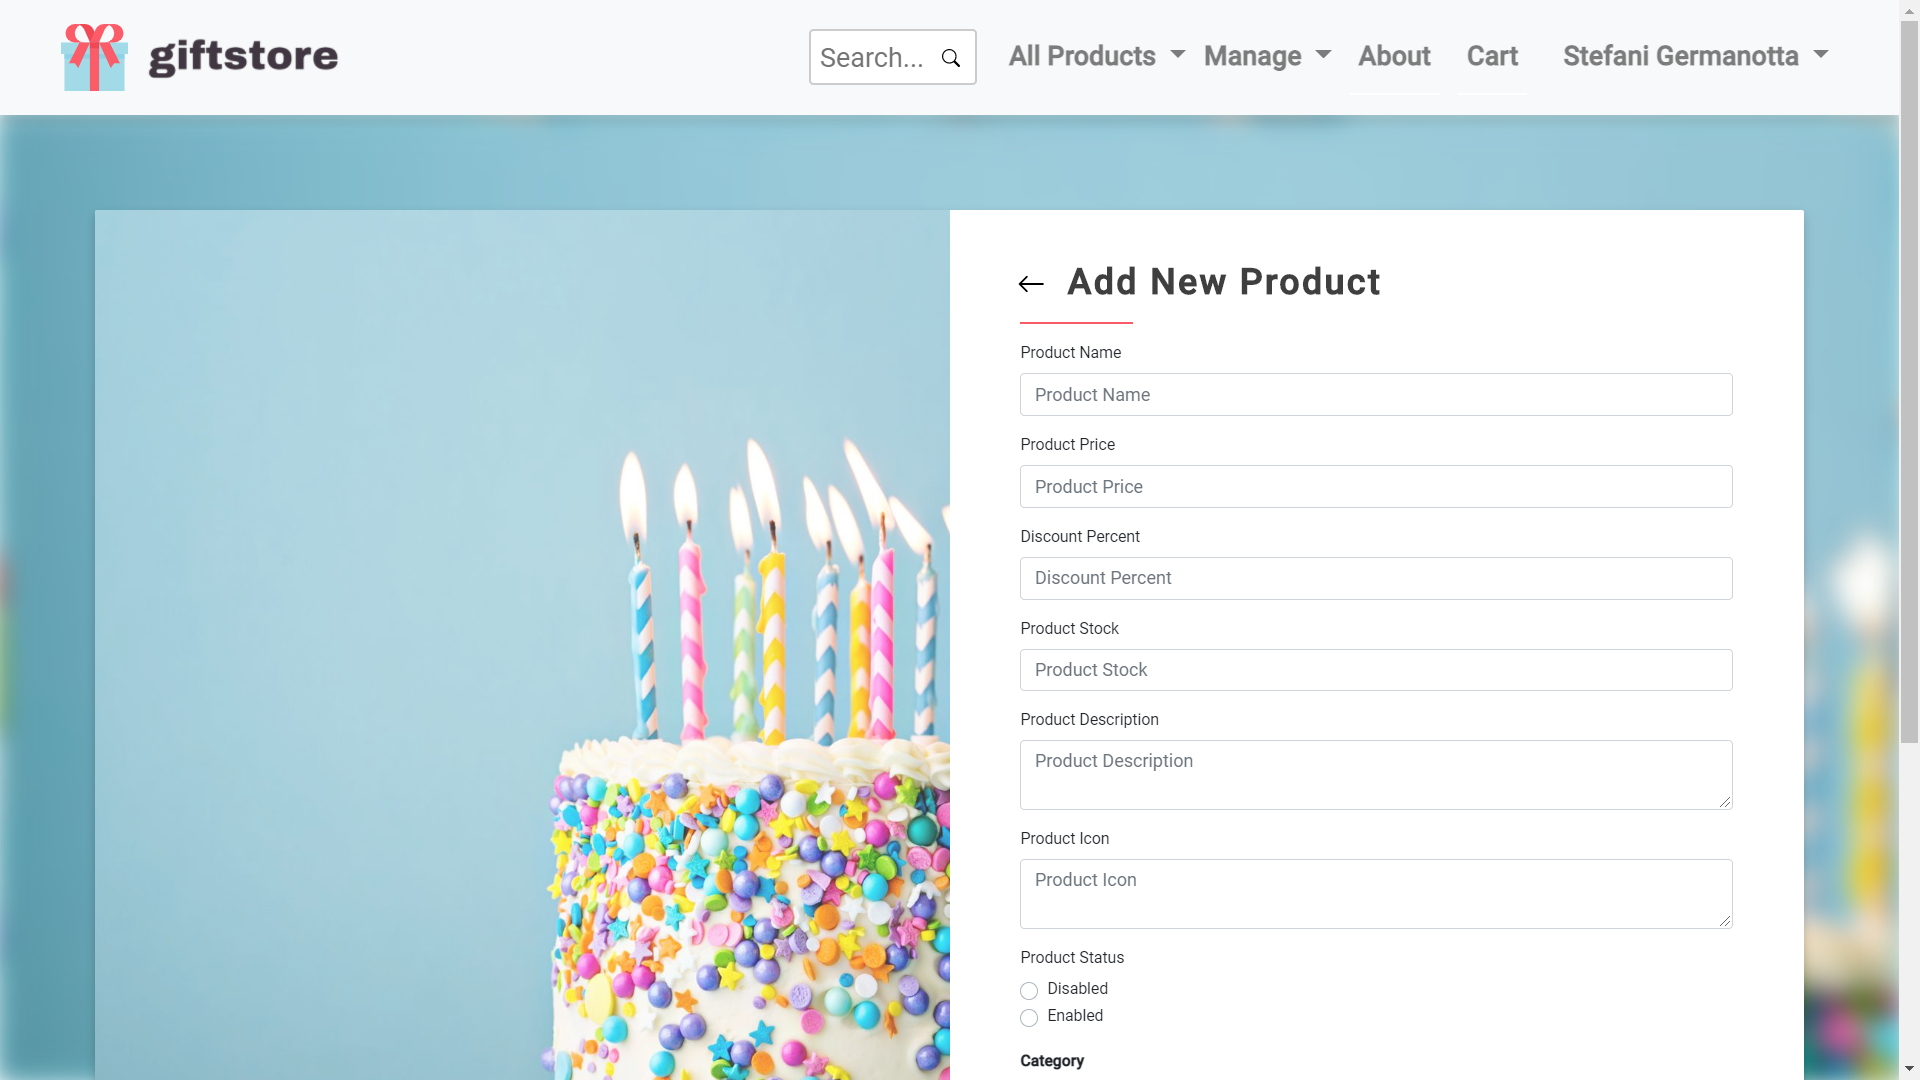 giftstore
Search...
All Products
Manage
About
Cart
Stefani Germanotta
Add New Product
Product Name
Product Name
Product Price
Product Price
Discount Percent
Discount Percent
Product Stock
Product Stock
Product Description
Product Description
Product Icon
Product Icon
Product Status
Disabled
Enabled
Category